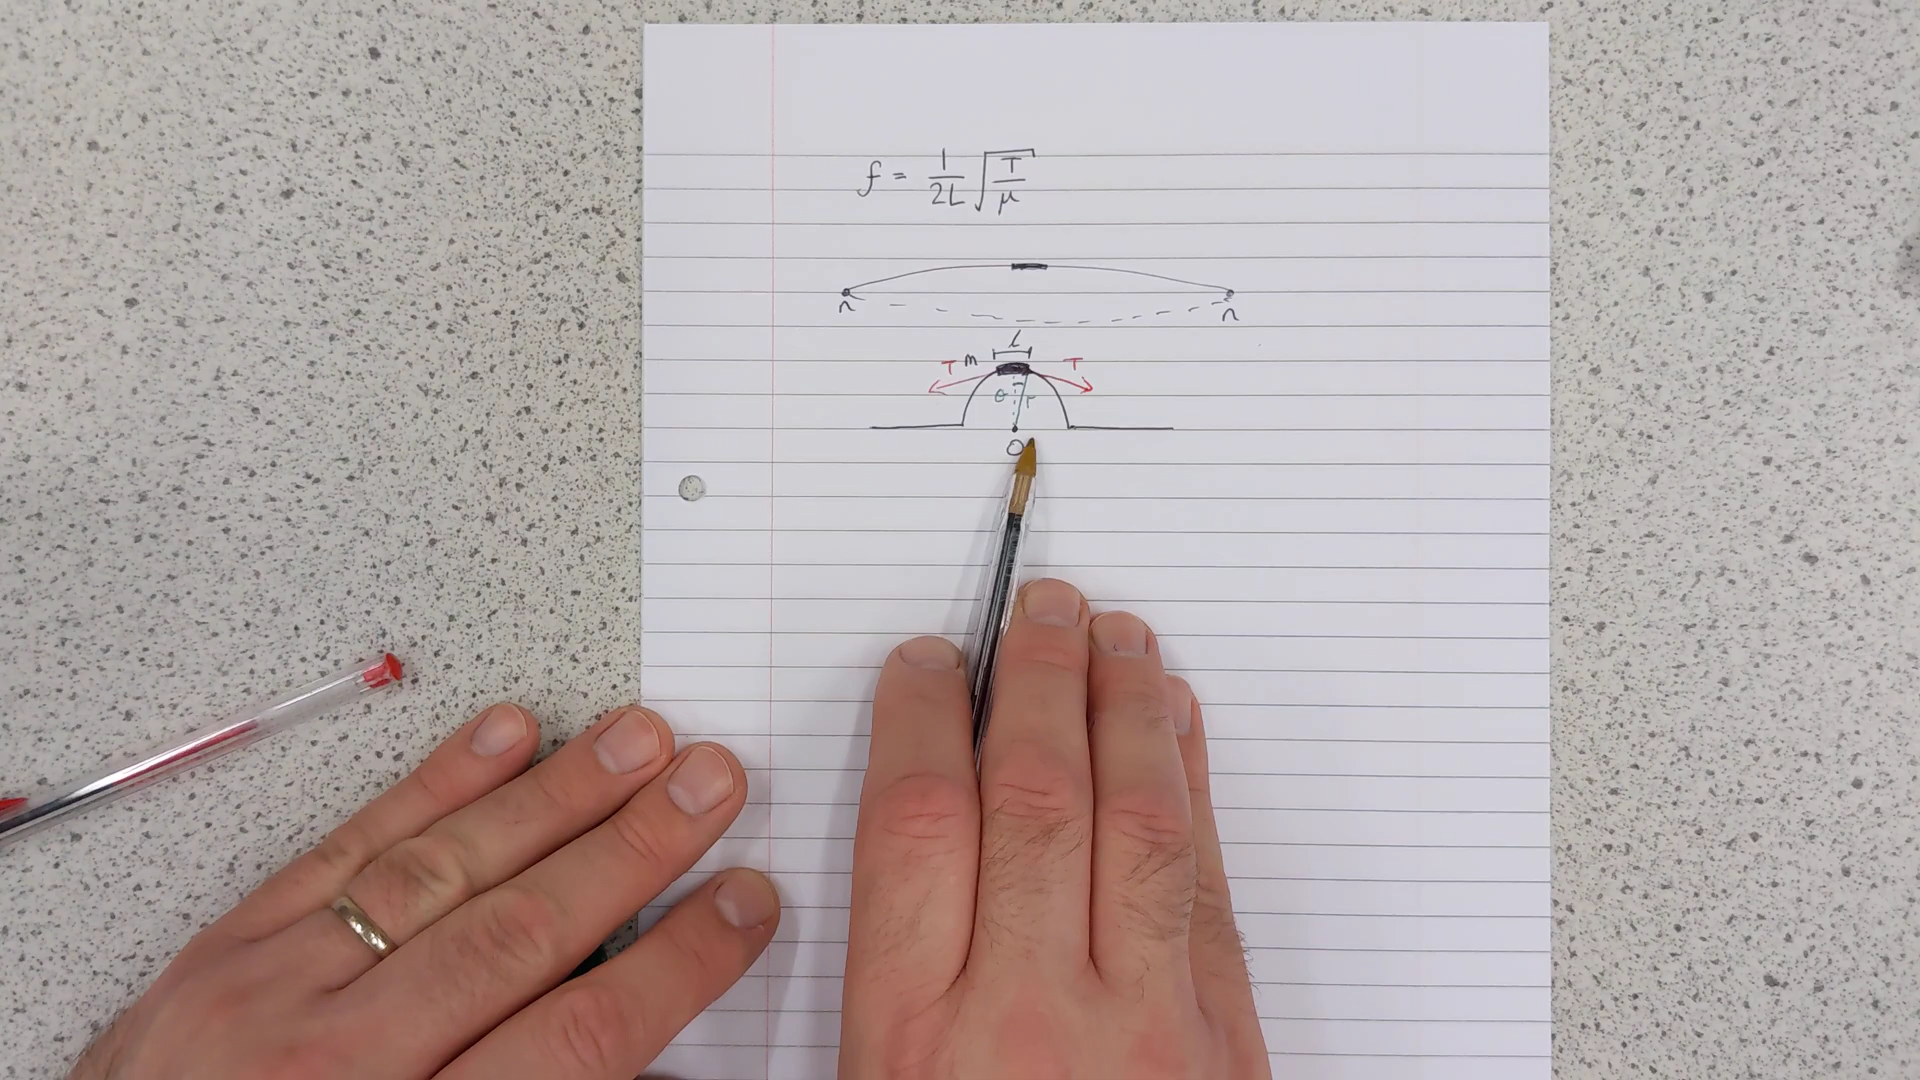 f = 1/2L √(T/μ)
n n
l
T m T
θ r
O